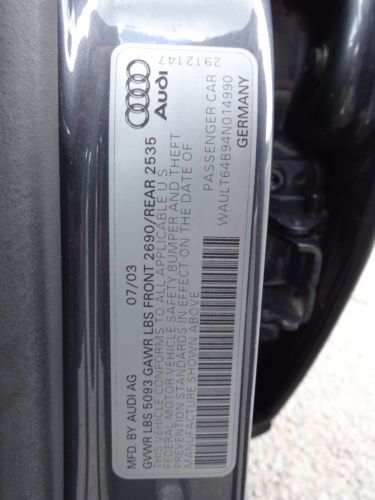 2912147
Audi
MFD. BY AUDI AG 07/03
GVWR LBS 5093 GAWR LBS FRONT 2690/REAR 2535
THIS VEHICLE CONFORMS TO ALL APPLICABLE U S
FEDERAL MOTOR VEHICLE SAFETY, BUMPER AND THEFT
PREVENTION STANDARDS IN EFFECT ON THE DATE OF
MANUFACTURE SHOWN ABOVE
PASSENGER CAR
WAULT64B94N014990
GERMANY